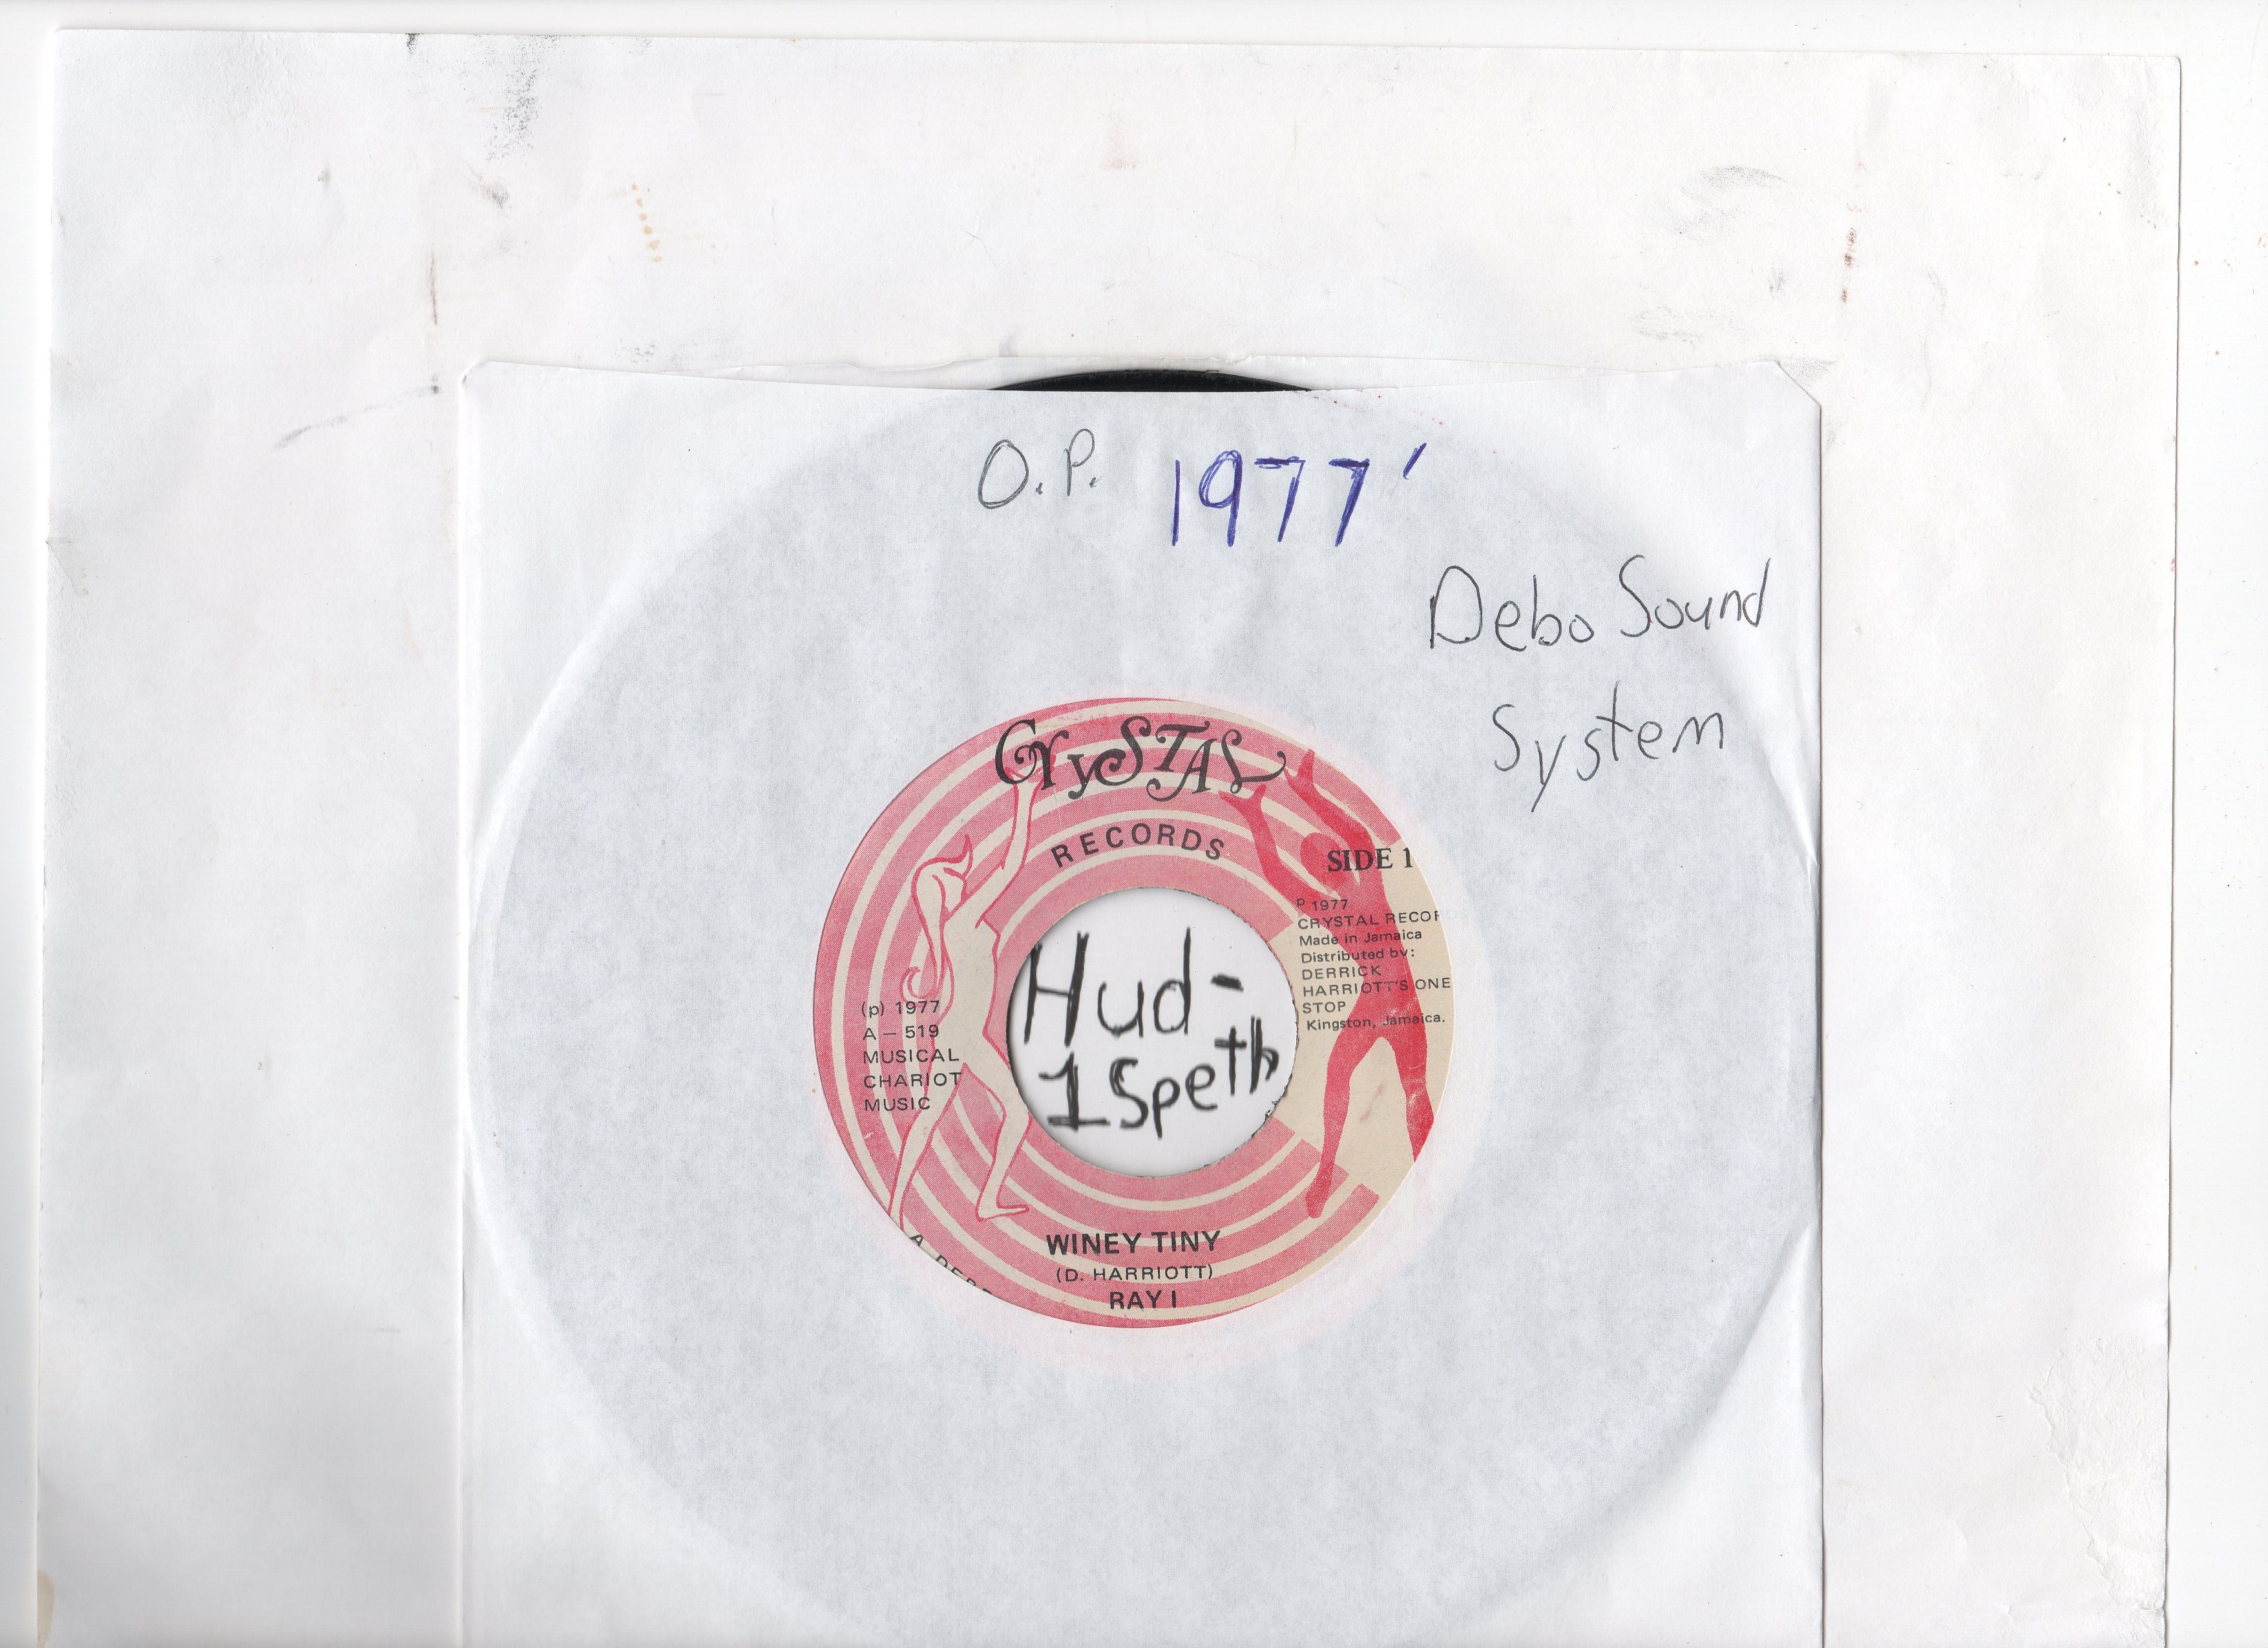 O.P. 1977'
Debo Sound
System
CRYSTAL
RECORDS
SIDE 1
P 1977
CRYSTAL RECORDS
Made in Jamaica
Distributed by:
DERRICK
HARRIOTT'S ONE
STOP
Kingston, Jamaica.
(p) 1977
A – 519
MUSICAL
CHARIOT
MUSIC
Hud-
1Speth
WINEY TINY
(D. HARRIOTT)
RAY I